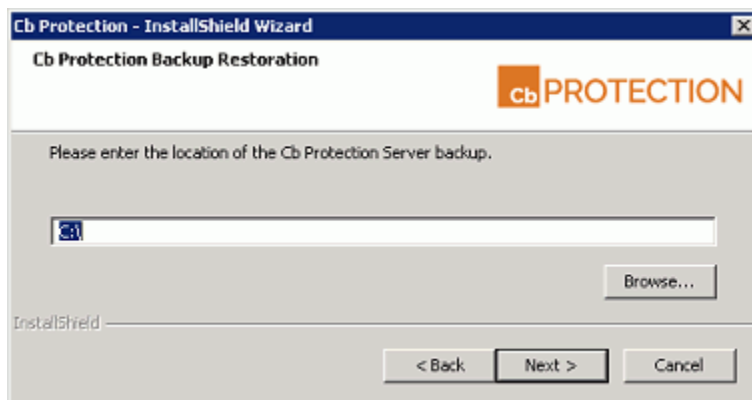 Cb Protection - InstallShield Wizard
Cb Protection Backup Restoration
Cb PROTECTION
Please enter the location of the Cb Protection Server backup.
C:\
Browse...
InstallShield
< Back Next > Cancel